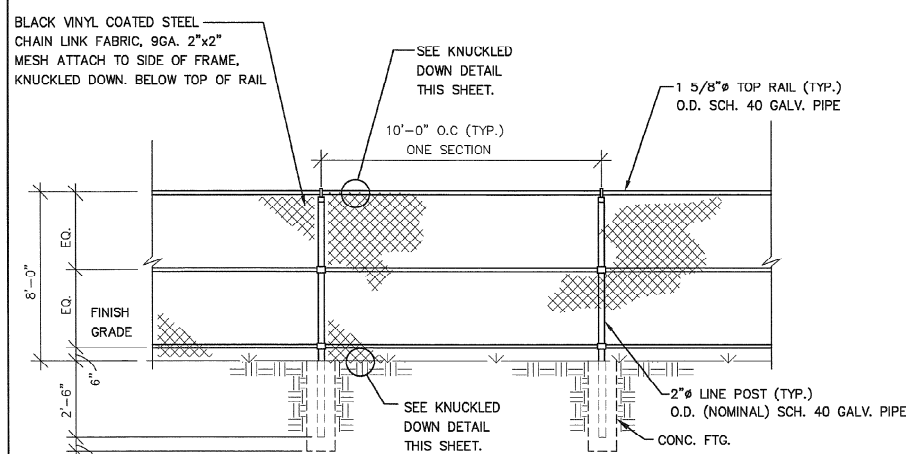 BLACK VINYL COATED STEEL
CHAIN LINK FABRIC, 9GA. 2"x2"
MESH ATTACH TO SIDE OF FRAME,
KNUCKLED DOWN. BELOW TOP OF RAIL
SEE KNUCKLED
DOWN DETAIL
THIS SHEET.
1 5/8"ø TOP RAIL (TYP.)
O.D. SCH. 40 GALV. PIPE
10'-0" O.C (TYP.)
ONE SECTION
8'-0"
EQ.
EQ.
FINISH
GRADE
6"
2'-6"
SEE KNUCKLED
DOWN DETAIL
THIS SHEET.
2"ø LINE POST (TYP.)
O.D. (NOMINAL) SCH. 40 GALV. PIPE
CONC. FTG.